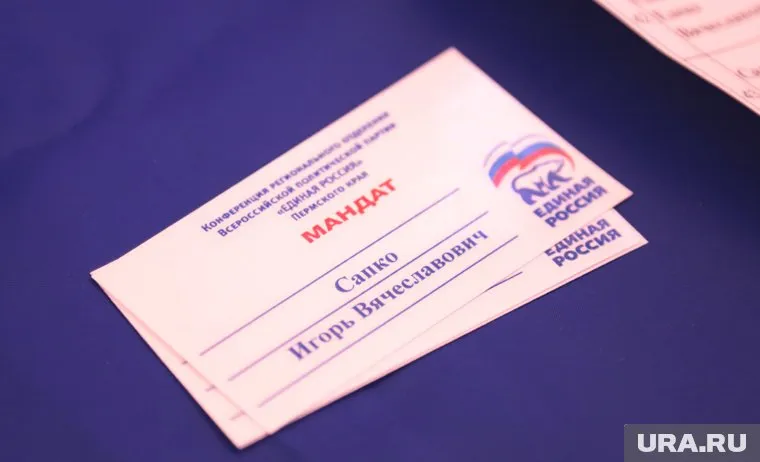 Конференция регионального отделения
Всероссийской политической партии
«ЕДИНАЯ РОССИЯ»
Пермского края
МАНДАТ
Сапко
Игорь Вячеславович
ЕДИНАЯ
РОССИЯ
ЕДИНАЯ
РОССИЯ
URA.RU